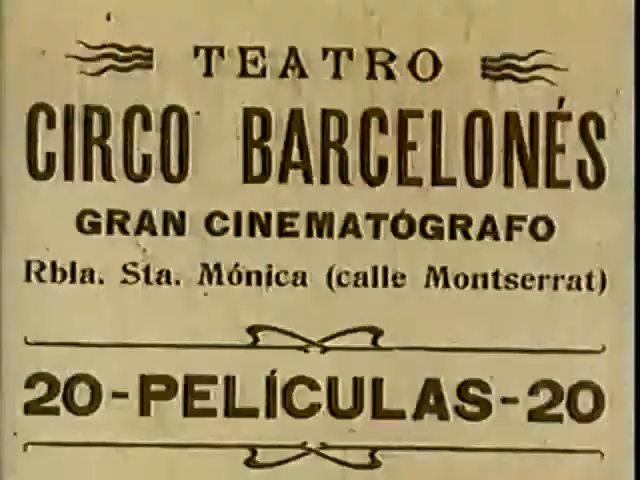 TEATRO
CIRCO BARCELONÉS
GRAN CINEMATÓGRAFO
Rbla. Sta. Mónica (calle Montserrat)
20-PELÍCULAS-20